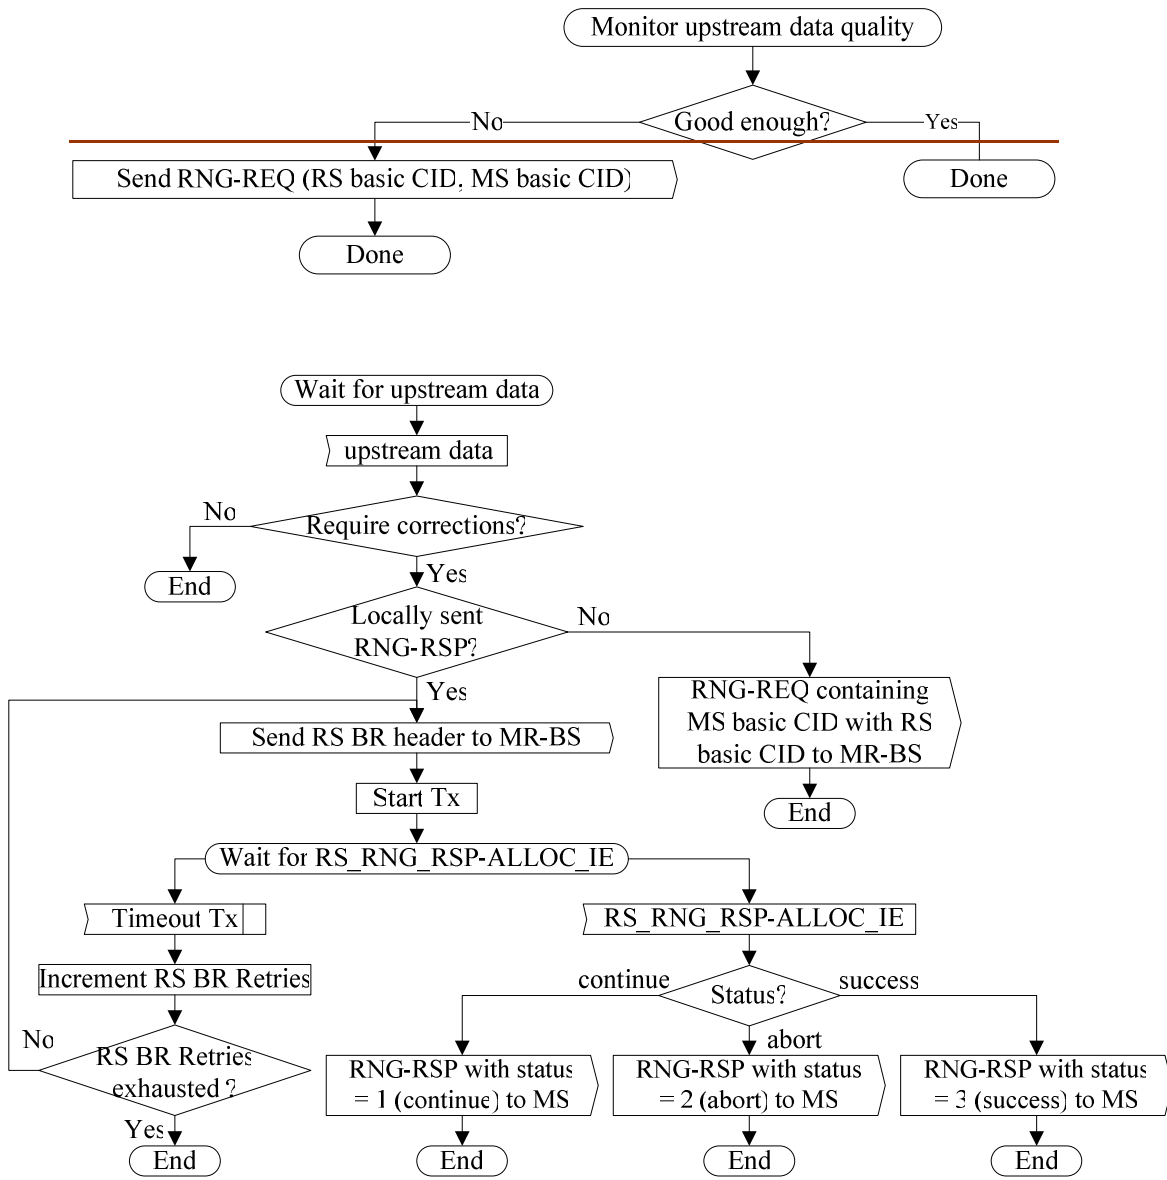 Monitor upstream data quality
Good enough?
No
Yes
Send RNG-REQ (RS basic CID, MS basic CID)
Done
Done
Wait for upstream data
upstream data
Require corrections?
No
End
Yes
Locally sent
RNG-RSP?
No
Yes
RNG-REQ containing
MS basic CID with RS
basic CID to MR-BS
End
Send RS BR header to MR-BS
Start Tx
Wait for RS_RNG_RSP-ALLOC_IE
Timeout Tx
RS_RNG_RSP-ALLOC_IE
Increment RS BR Retries
continue
Status?
success
abort
No
RS BR Retries
exhausted ?
Yes
End
RNG-RSP with status
= 1 (continue) to MS
End
RNG-RSP with status
= 2 (abort) to MS
End
RNG-RSP with status
= 3 (success) to MS
End